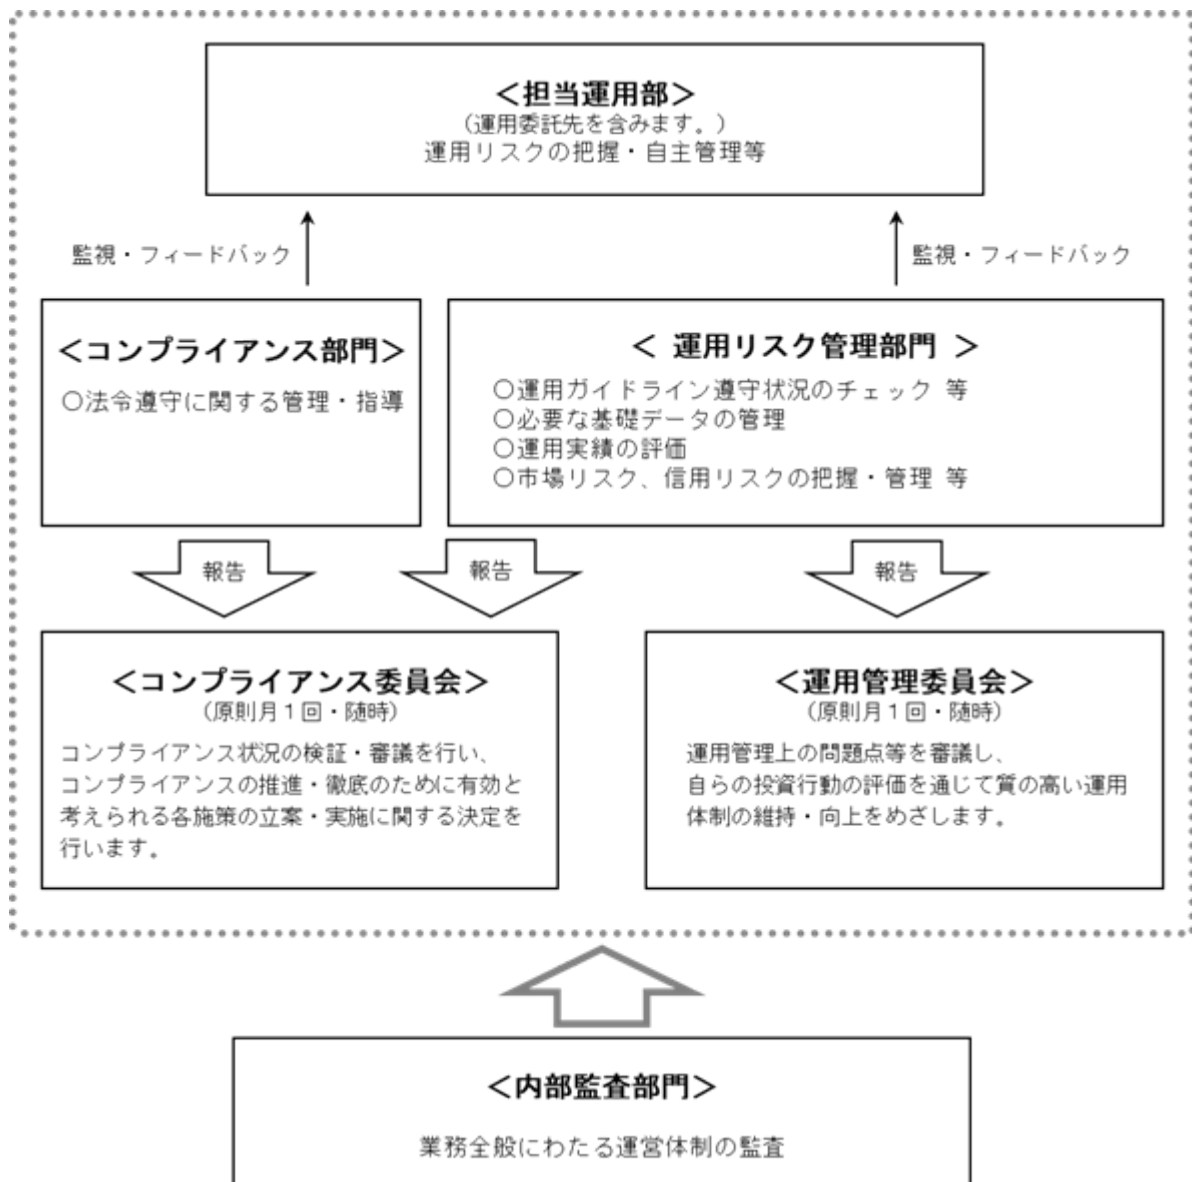 ＜担当運用部＞
（運用委託先を含みます。）
運用リスクの把握・自主管理等
監視・フィードバック
監視・フィードバック
＜コンプライアンス部門＞
○法令遵守に関する管理・指導
＜ 運用リスク管理部門 ＞
○運用ガイドライン遵守状況のチェック 等
○必要な基礎データの管理
○運用実績の評価
○市場リスク、信用リスクの把握・管理 等
報告
報告
報告
＜コンプライアンス委員会＞
（原則月１回・随時）
コンプライアンス状況の検証・審議を行い、
コンプライアンスの推進・徹底のために有効と
考えられる各施策の立案・実施に関する決定を
行います。
＜運用管理委員会＞
（原則月１回・随時）
運用管理上の問題点等を審議し、
自らの投資行動の評価を通じて質の高い運用
体制の維持・向上をめざします。
＜内部監査部門＞
業務全般にわたる運営体制の監査